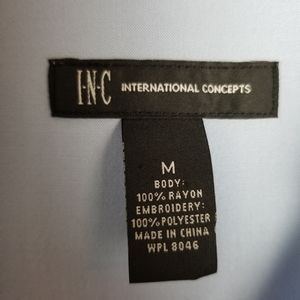 I·N·C INTERNATIONAL CONCEPTS
M
BODY:
100% RAYON
EMBROIDERY:
100% POLYESTER
MADE IN CHINA
WPL 8046